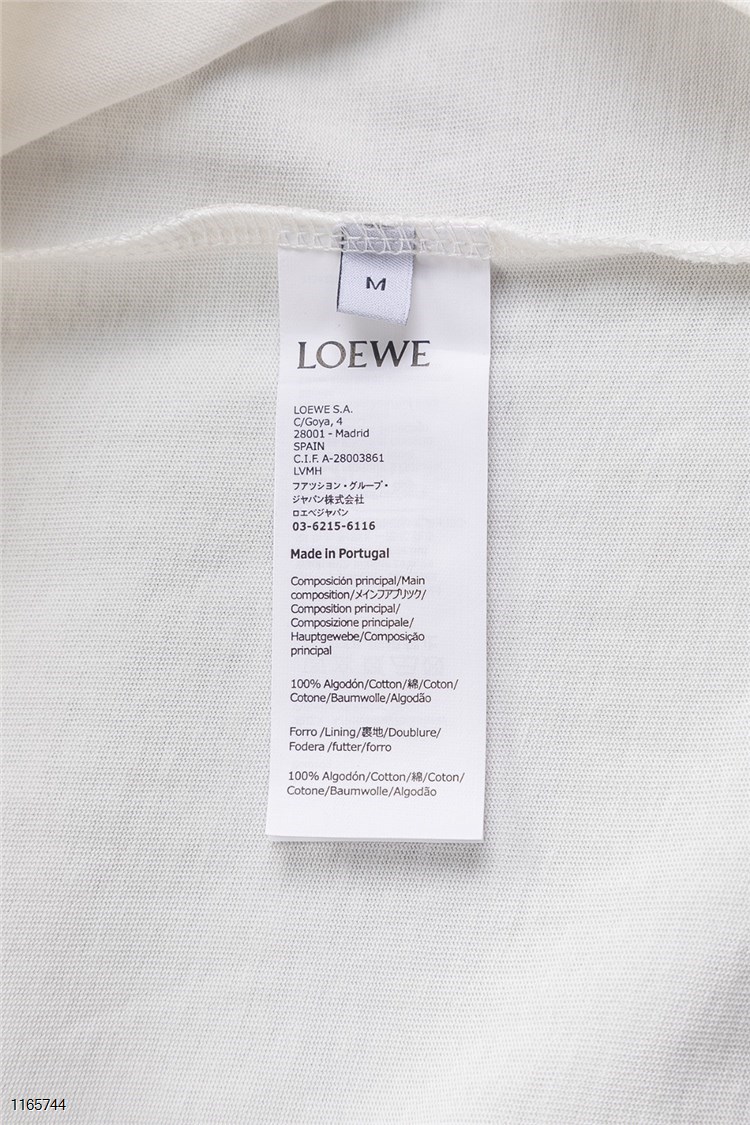 M
LOEWE
LOEWE S.A.
C/Goya, 4
28001 - Madrid
SPAIN
C.I.F. A-28003861
LVMH
ファツション・グループ・
ジャパン株式会社
ロエベジャパン
03-6215-6116
Made in Portugal
Composición principal/Main
composition/メインフアブリツク/
Composition principal/
Composizione principale/
Hauptgewebe/Composição
principal
100% Algodón/Cotton/綿/Coton/
Cotone/Baumwolle/Algodão
Forro /Lining/裏地/Doublure/
Fodera /futter/forro
100% Algodón/Cotton/綿/Coton/
Cotone/Baumwolle/Algodão
1165744